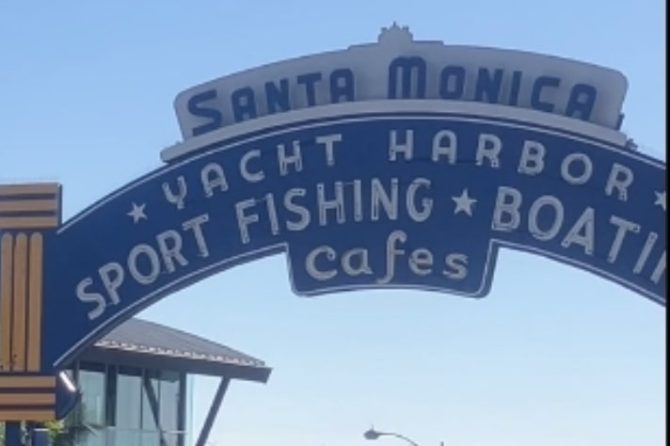 Santa Monica
★ YACHT HARBOR ★
SPORT FISHING ★ BOATIN
Cafes